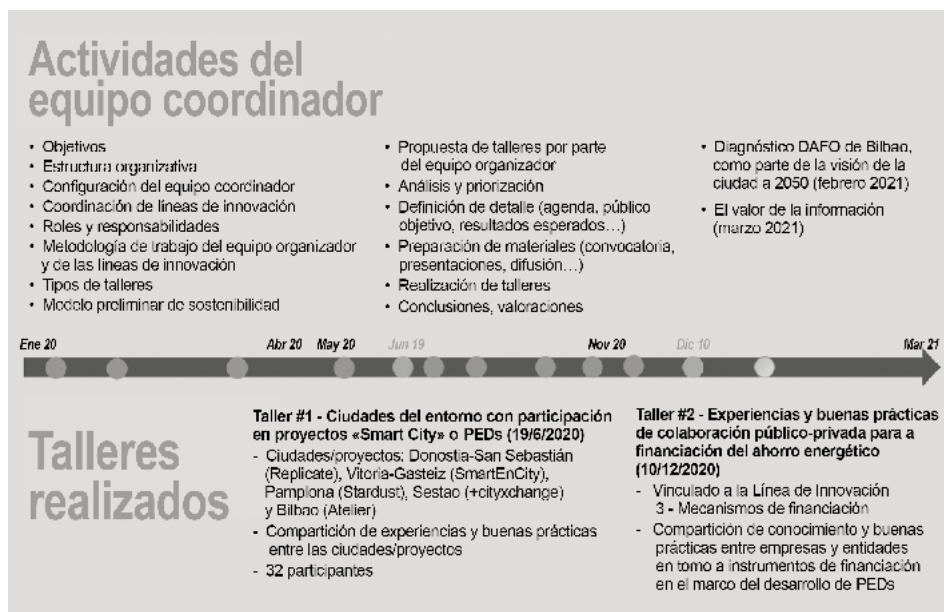 Actividades del
equipo coordinador
• Objetivos
• Estructura organizativa
• Configuración del equipo coordinador
• Coordinación de líneas de innovación
• Roles y responsabilidades
• Metodología de trabajo del equipo organizador
y de las líneas de innovación
• Tipos de talleres
• Modelo preliminar de sostenibilidad
• Propuesta de talleres por parte
del equipo organizador
• Análisis y priorización
• Definición de detalle (agenda, público
objetivo, resultados esperados...)
• Preparación de materiales (convocatoria,
presentaciones, difusión...)
• Realización de talleres
• Conclusiones, valoraciones
• Diagnóstico DAFO de Bilbao,
como parte de la visión de la
ciudad a 2050 (febrero 2021)
• El valor de la información
(marzo 2021)
Ene 20 Abr 20 May 20 Jun 19 Nov 20 Dic 10 Mar 21
Talleres
realizados
Taller #1 - Ciudades del entorno con participación
en proyectos «Smart City» o PEDs (19/6/2020)
- Ciudades/proyectos: Donostia-San Sebastián
(Replicate), Vitoria-Gasteiz (SmartEnCity),
Pamplona (Stardust), Sestao (+cityxchange)
y Bilbao (Atelier)
- Compartición de experiencias y buenas prácticas
entre las ciudades/proyectos
- 32 participantes
Taller #2 - Experiencias y buenas prácticas
de colaboración público-privada para a
financiación del ahorro energético
(10/12/2020)
- Vinculado a la Línea de Innovación
3 - Mecanismos de financiación
- Compartición de conocimiento y buenas
prácticas entre empresas y entidades
en torno a instrumentos de financiación
en el marco del desarrollo de PEDs